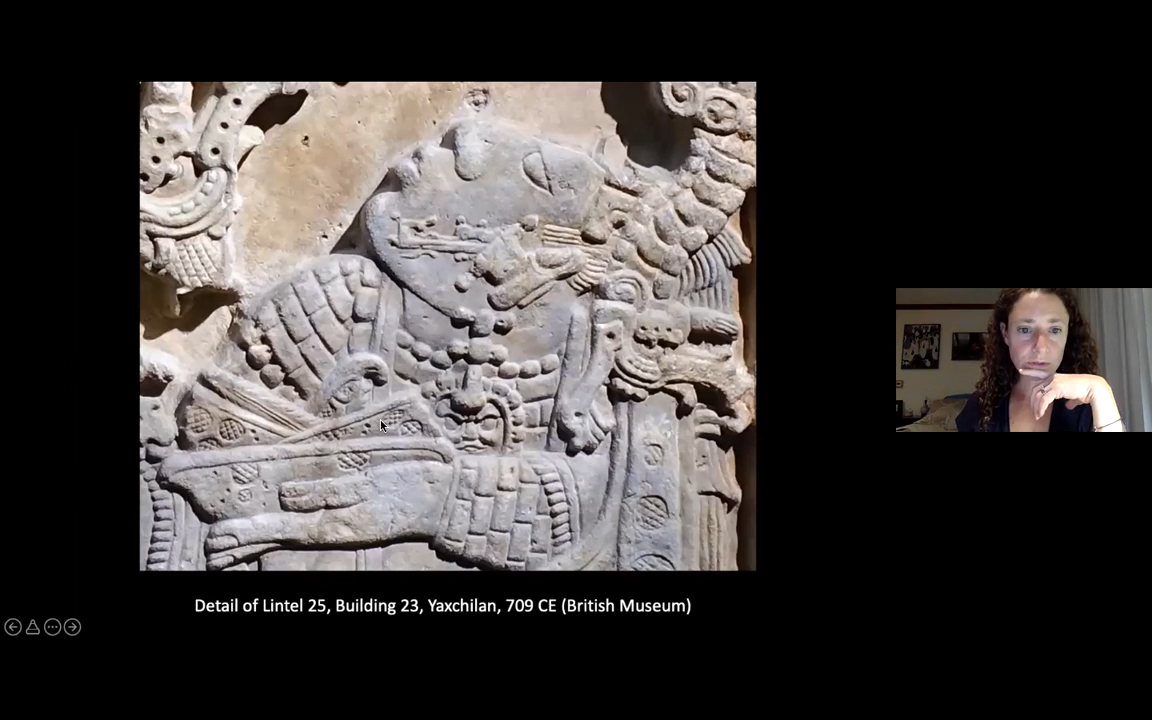 Detail of Lintel 25, Building 23, Yaxchilan, 709 CE (British Museum)